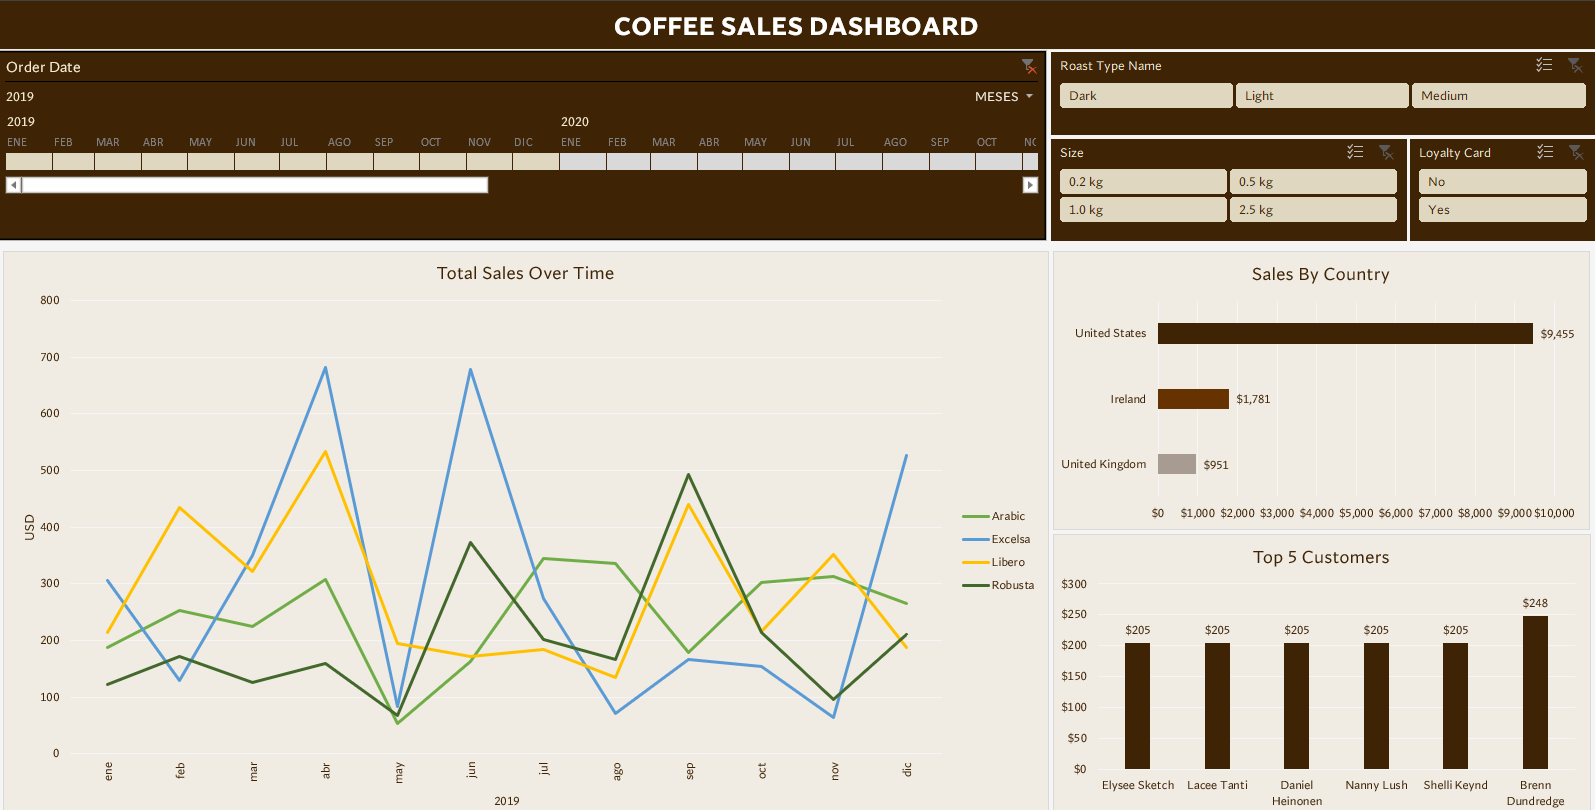 COFFEE SALES DASHBOARD
Order Date
2019
MESES
2019 2020
ENE FEB MAR ABR MAY JUN JUL AGO SEP OCT NOV DIC ENE FEB MAR ABR MAY JUN JUL AGO SEP OCT NC
Roast Type Name
Dark Light Medium
Size
0.2 kg 0.5 kg
1.0 kg 2.5 kg
Loyalty Card
No
Yes
Total Sales Over Time
800
700
600
500
400
300
200
100
0
USD
ene feb mar abr may jun jul ago sep oct nov dic
2019
Arabic
Excelsa
Libero
Robusta
Sales By Country
United States $9,455
Ireland $1,781
United Kingdom $951
$0 $1,000 $2,000 $3,000 $4,000 $5,000 $6,000 $7,000 $8,000 $9,000 $10,000
Top 5 Customers
$300
$250
$200
$150
$100
$50
$0
$205 $205 $205 $205 $205 $248
Elysee Sketch Lacee Tanti Daniel Heinonen Nanny Lush Shelli Keynd Brenn Dundredge